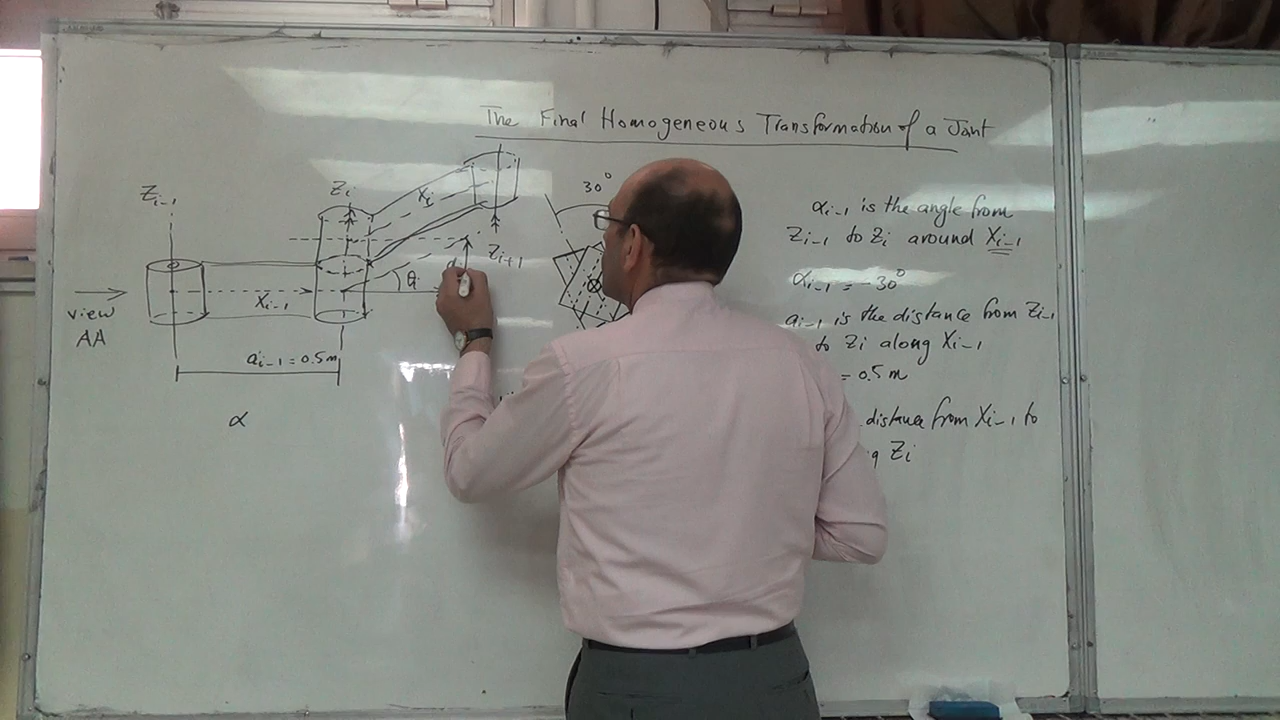 The Final Homogeneous Transformation of a Joint
Zi-1
Zi
Xi
30°
Zi+1
θi
Xi-1
view
AA
ai-1 = 0.5m
α
αi-1 is the angle from
Zi-1 to Zi around Xi-1
αi-1 = -30°
ai-1 is the distance from Zi-1
to Zi along Xi-1
= 0.5 m
distance from Xi-1 to
Zi